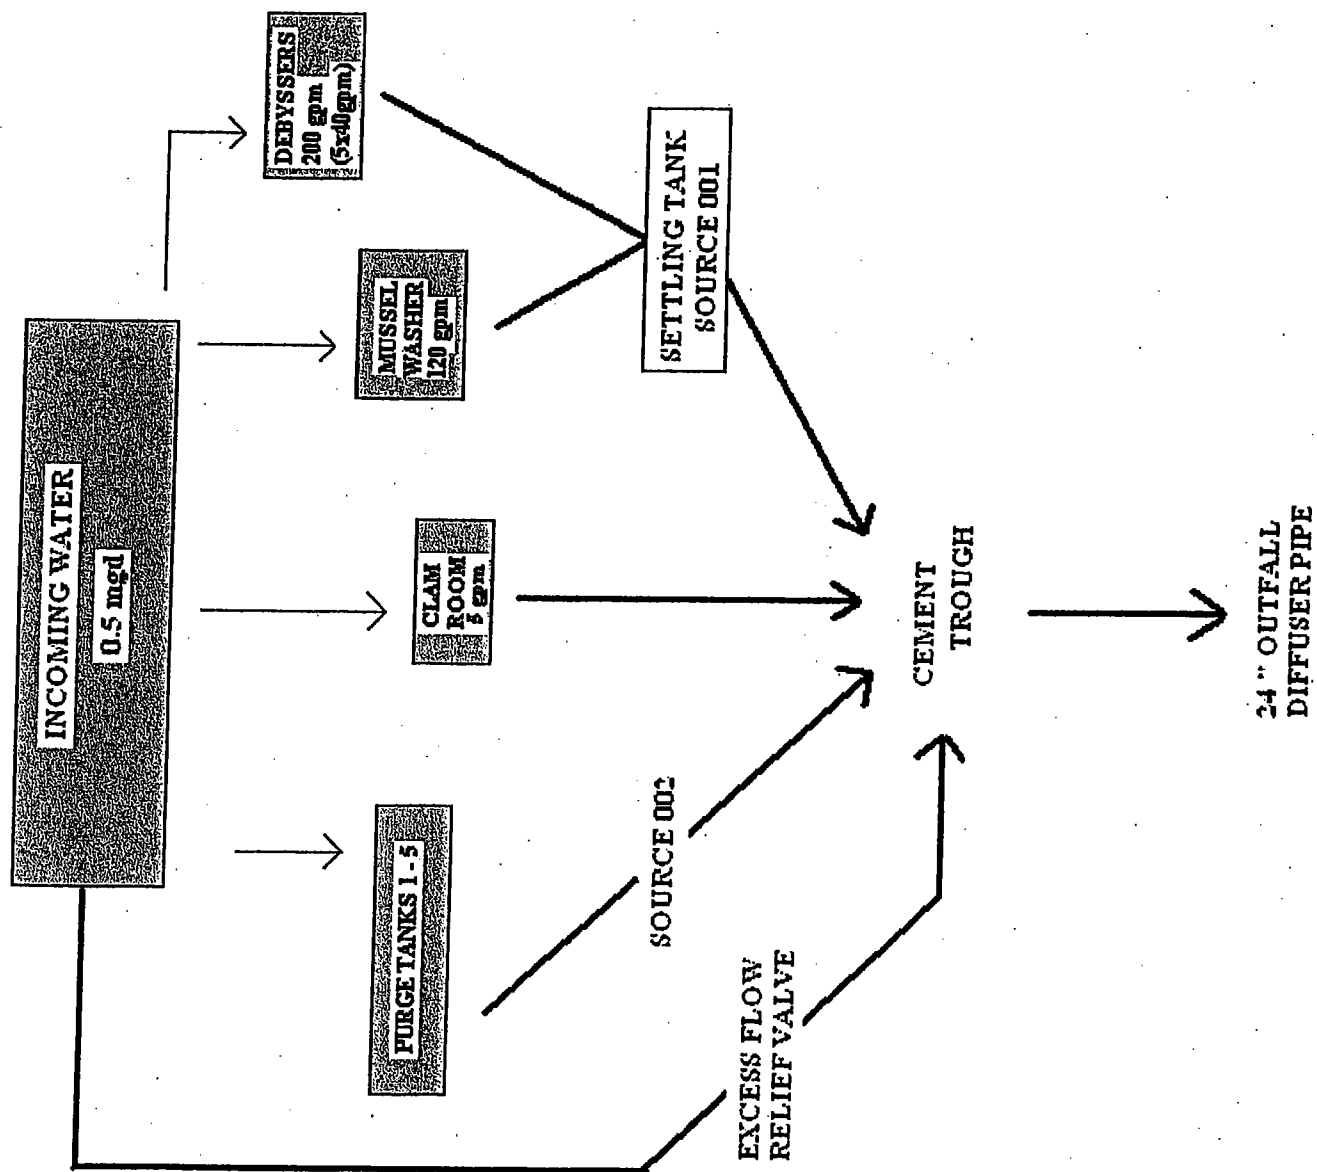 INCOMING WATER
0.5 mgd
PURGE TANKS 1 - 5
CLAM
ROOM
5 gpm
MUSSEL
WASHER
120 gpm
DEBYSSERS
200 gpm
(5x40gpm)
SOURCE 002
SETTLING TANK
SOURCE 001
EXCESS FLOW
RELIEF VALVE
CEMENT
TROUGH
24 " OUTFALL
DIFFUSER PIPE